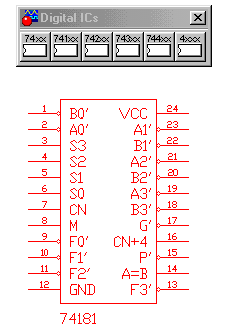 Digital ICs
74xx 741xx 742xx 743xx 744xx 4xxx
1 B0' VCC 24
2 A0' A1' 23
3 S3 B1' 22
4 S2 A2' 21
5 S1 B2' 20
6 S0 A3' 19
7 CN B3' 18
8 M G' 17
9 F0' CN+4 16
10 F1' P' 15
11 F2' A=B 14
12 GND F3' 13
74181